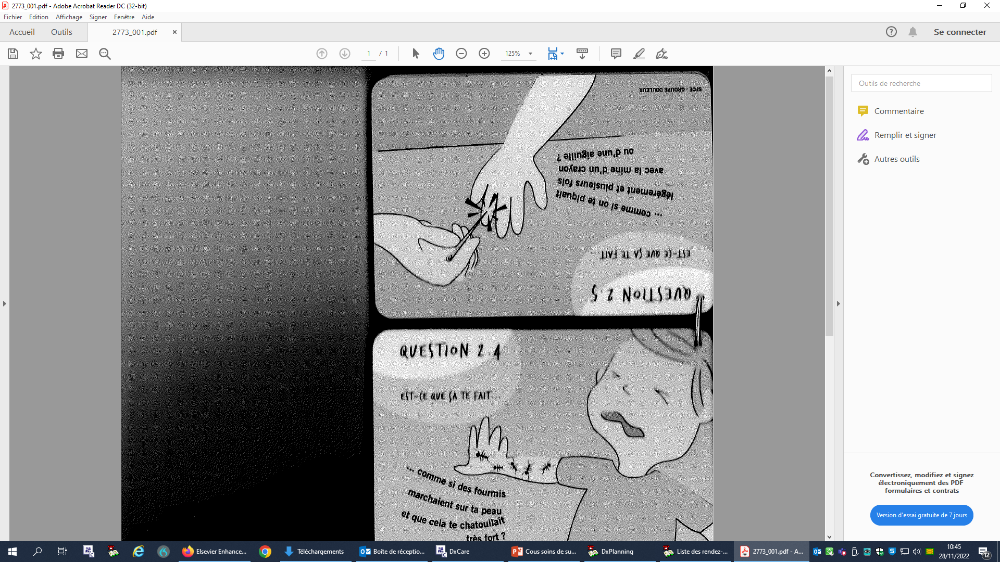 2773_001.pdf - Adobe Acrobat Reader DC (32-bit)
Fichier Edition Affichage Signer Fenêtre Aide
Accueil Outils 2773_001.pdf × Se connecter
1 / 1 125%
SFCE - GROUPE DOULEUR
QUESTION 2.5
EST-CE QUE ÇA TE FAIT...
... comme si on te piquait
légèrement et plusieurs fois
avec la mine d'un crayon
ou d'une aiguille ?
QUESTION 2.4
EST-CE QUE ÇA TE FAIT...
... comme si des fourmis
marchaient sur ta peau
et que cela te chatouillait
très fort ?
Outils de recherche
Commentaire
Remplir et signer
Autres outils
Convertissez, modifiez et signez
électroniquement des PDF
formulaires et contrats
Version d'essai gratuite de 7 jours
Elsevier Enhance... Téléchargements Boîte de réceptio... DxCare Cous soins de su... DxPlanning Liste des rendez-... 2773_001.pdf - A...
10:45
28/11/2022
12